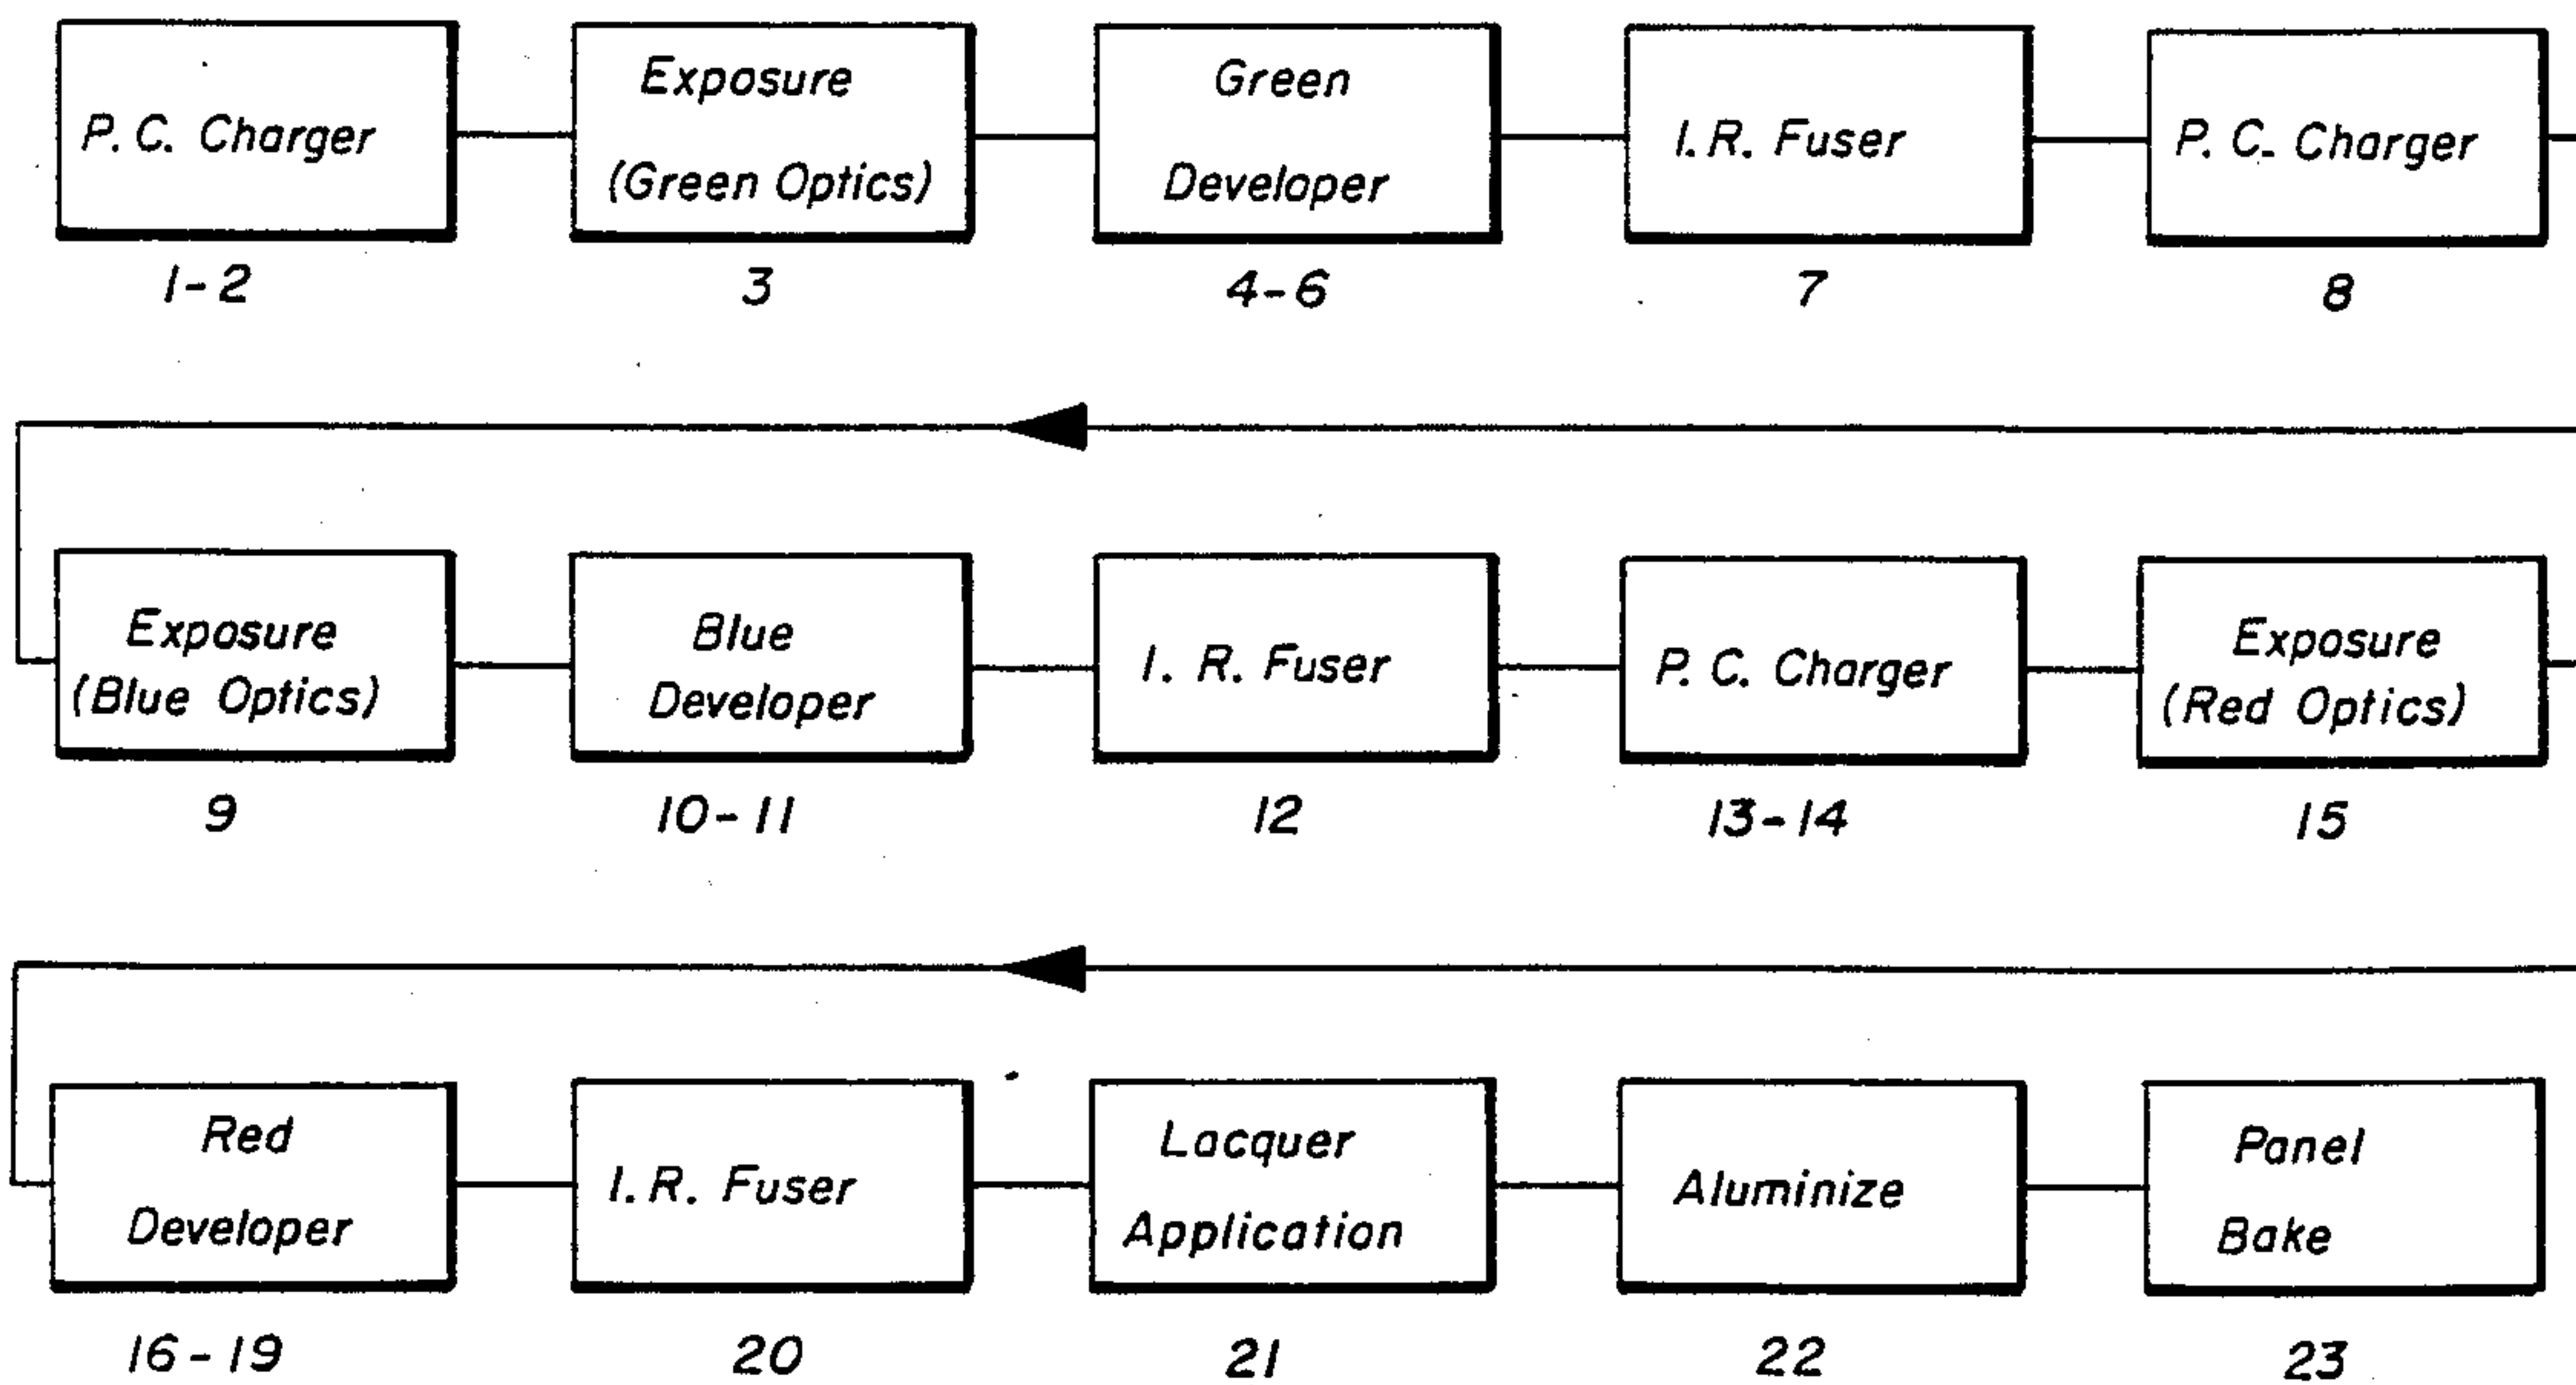 P. C. Charger
1-2
Exposure
(Green Optics)
3
Green
Developer
4-6
I. R. Fuser
7
P. C. Charger
8
Exposure
(Blue Optics)
9
Blue
Developer
10-11
I. R. Fuser
12
P. C. Charger
13-14
Exposure
(Red Optics)
15
Red
Developer
16-19
I. R. Fuser
20
Lacquer
Application
21
Aluminize
22
Panel
Bake
23